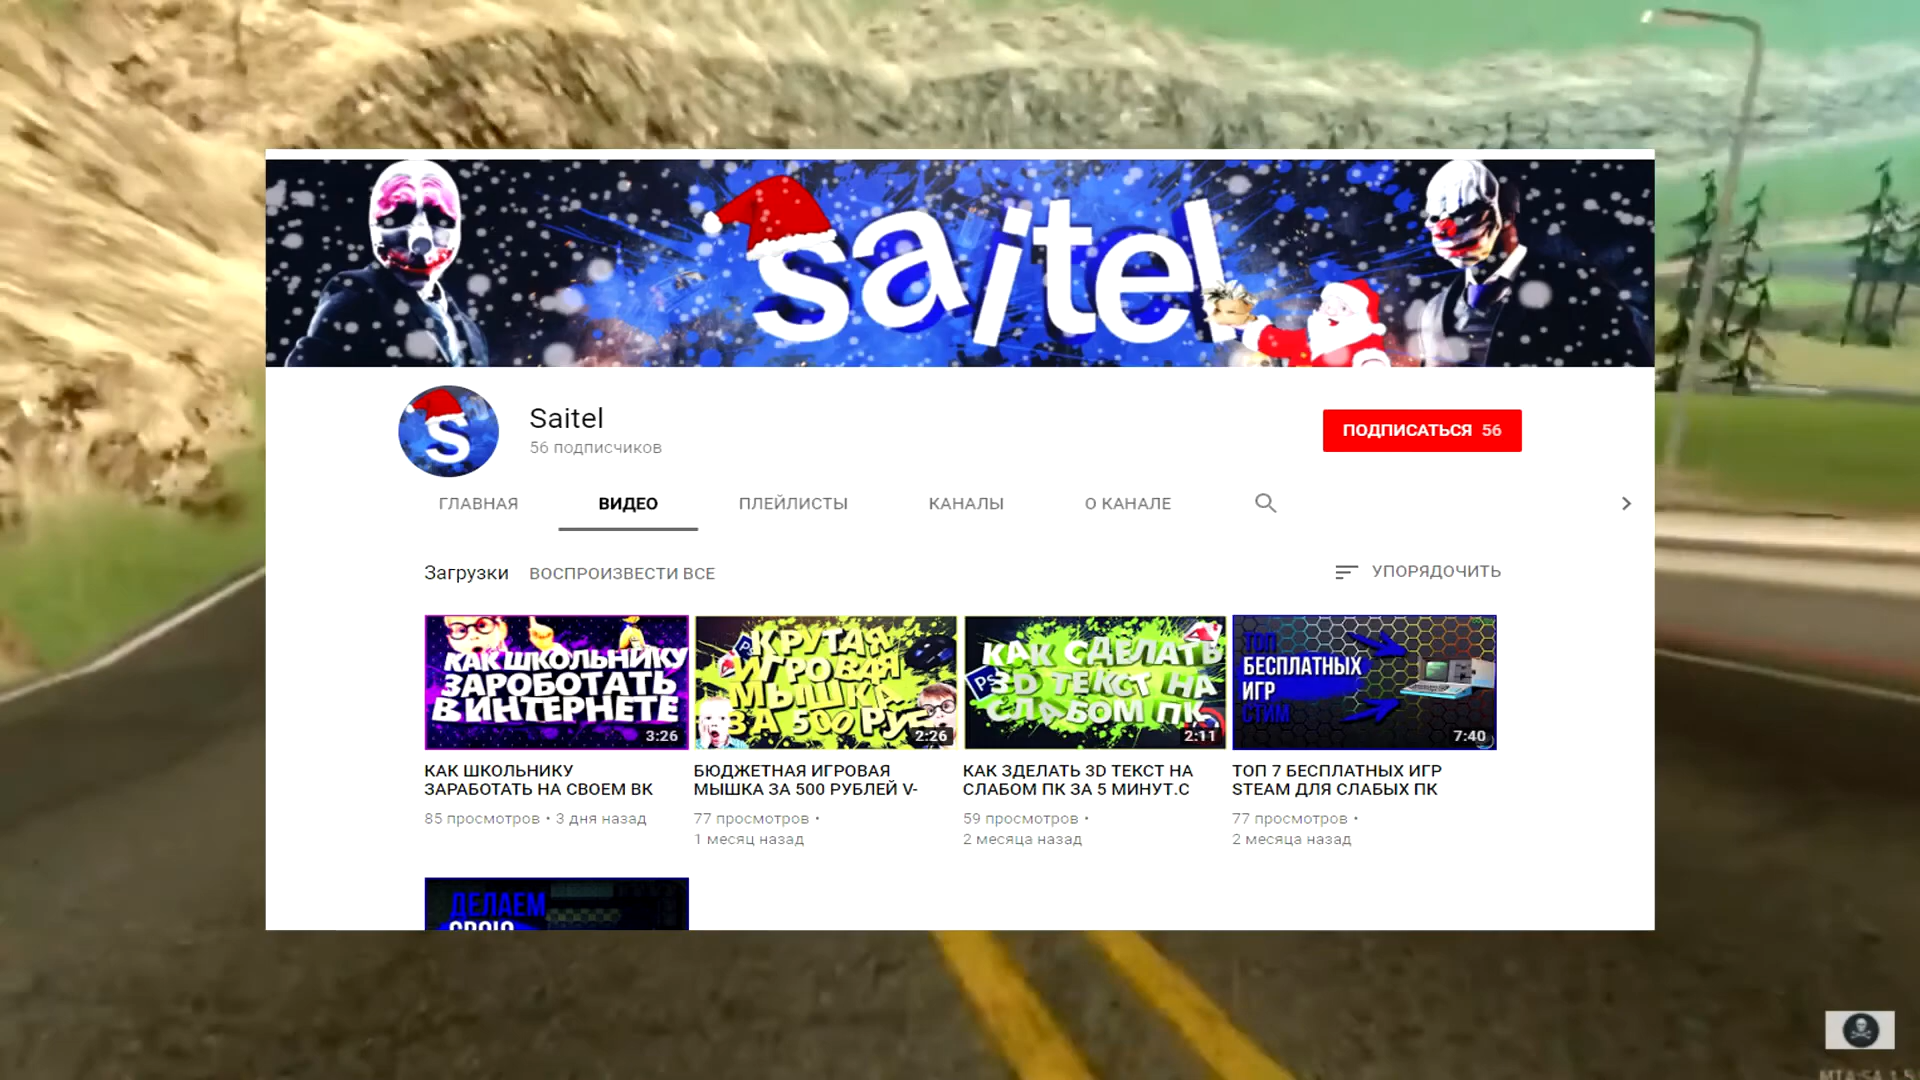 saitel
S
Saitel
56 подписчиков
ПОДПИСАТЬСЯ 56
ГЛАВНАЯ
ВИДЕО
ПЛЕЙЛИСТЫ
КАНАЛЫ
О КАНАЛЕ
Загрузки
ВОСПРОИЗВЕСТИ ВСЕ
УПОРЯДОЧИТЬ
КАК ШКОЛЬНИКУ
ЗАРОБОТАТЬ
В ИНТЕРНЕТЕ
3:26
КАК ШКОЛЬНИКУ
ЗАРАБОТАТЬ НА СВОЕМ ВК
85 просмотров • 3 дня назад
Ps
КРУТАЯ
ИГРОВАЯ
МЫШКА
ЗА 500 РУБ
2:26
БЮДЖЕТНАЯ ИГРОВАЯ
МЫШКА ЗА 500 РУБЛЕЙ V-
77 просмотров •
1 месяц назад
КАК СДЕЛАТЬ
Ps
3D ТЕКСТ НА
СЛАБОМ ПК
2:11
КАК ЗДЕЛАТЬ 3D ТЕКСТ НА
СЛАБОМ ПК ЗА 5 МИНУТ.С
59 просмотров •
2 месяца назад
ТОП
БЕСПЛАТНЫХ
ИГР
СТИМ
7:40
ТОП 7 БЕСПЛАТНЫХ ИГР
STEAM ДЛЯ СЛАБЫХ ПК
77 просмотров •
2 месяца назад
ДЕЛАЕМ
СВОЮ